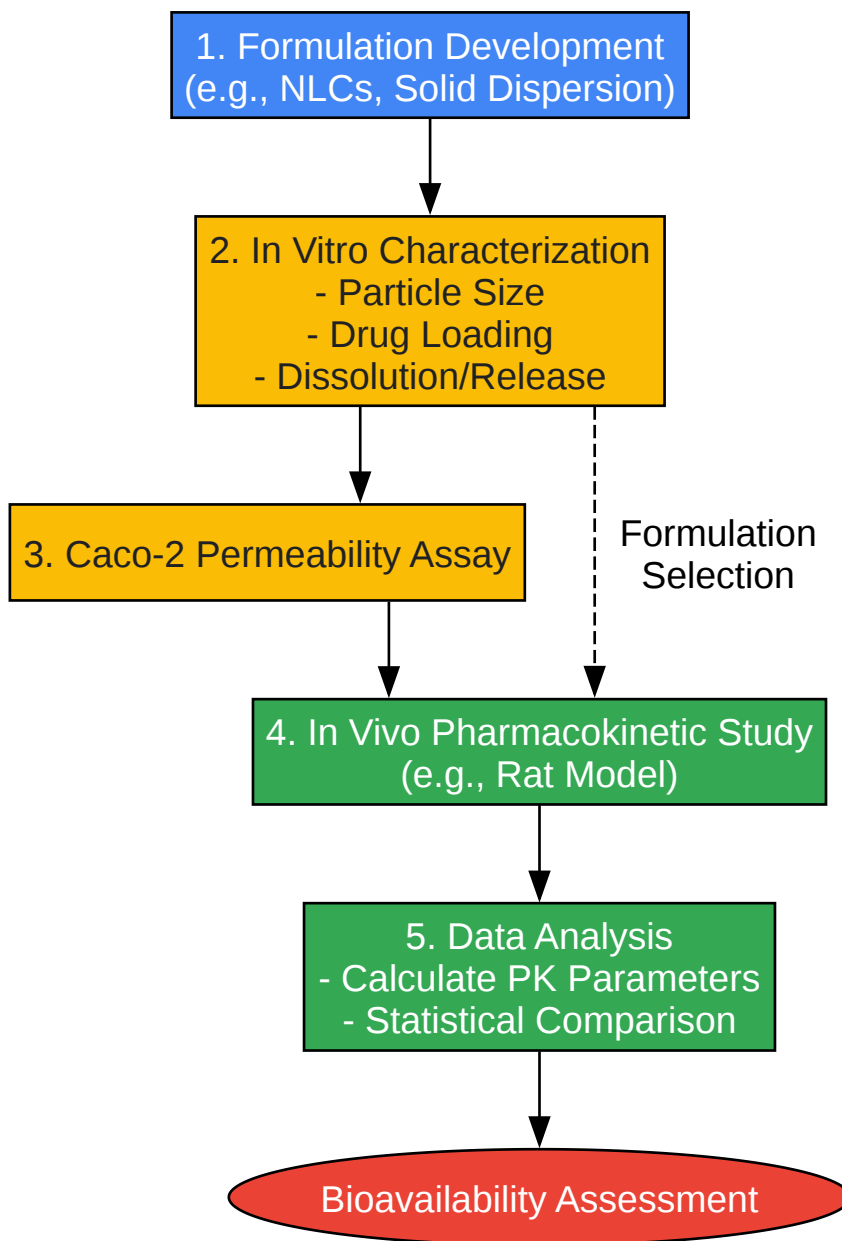 1. Formulation Development
(e.g., NLCs, Solid Dispersion)
2. In Vitro Characterization
- Particle Size
- Drug Loading
- Dissolution/Release
3. Caco-2 Permeability Assay
Formulation
Selection
4. In Vivo Pharmacokinetic Study
(e.g., Rat Model)
5. Data Analysis
- Calculate PK Parameters
- Statistical Comparison
Bioavailability Assessment